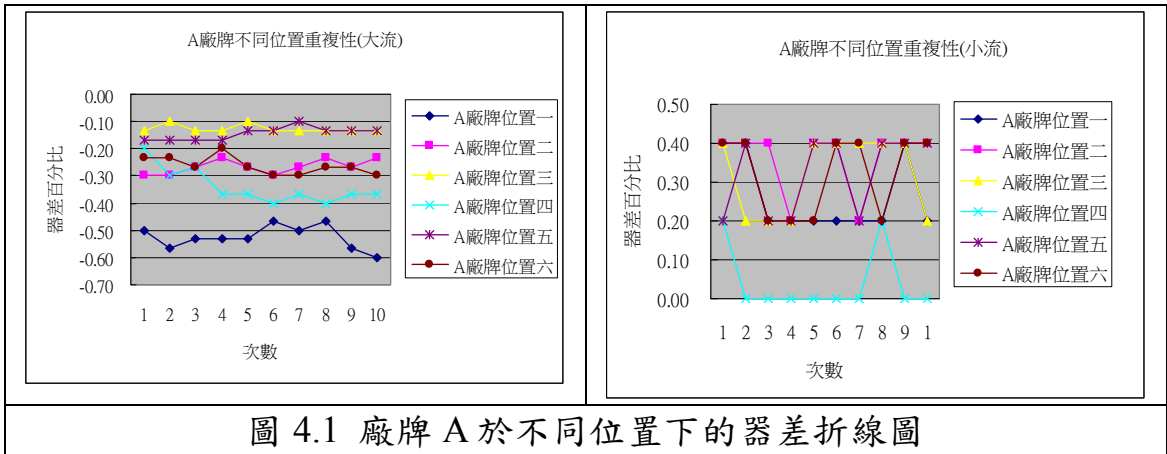 A廠牌不同位置重複性(大流)
器差百分比
0.00
-0.10
-0.20
-0.30
-0.40
-0.50
-0.60
-0.70
1 2 3 4 5 6 7 8 9 10
次數
A廠牌位置一
A廠牌位置二
A廠牌位置三
A廠牌位置四
A廠牌位置五
A廠牌位置六
A廠牌不同位置重複性(小流)
器差百分比
0.50
0.40
0.30
0.20
0.10
0.00
1 2 3 4 5 6 7 8 9 1
次數
A廠牌位置一
A廠牌位置二
A廠牌位置三
A廠牌位置四
A廠牌位置五
A廠牌位置六
圖 4.1 廠牌 A 於不同位置下的器差折線圖